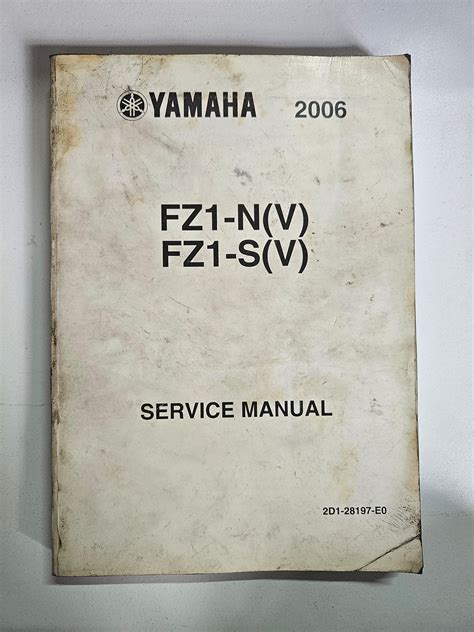 YAMAHA 2006
FZ1-N(V)
FZ1-S(V)
SERVICE MANUAL
2D1-28197-E0